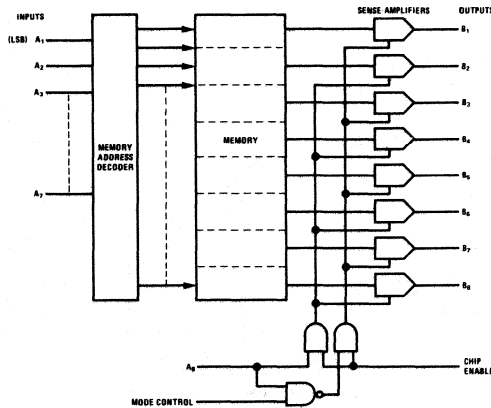 INPUTS
SENSE-AMPLIFIERS
OUTPUTS
(LSB) A1
B1
A2
B2
A3
B3
MEMORY
ADDRESS
DECODER
MEMORY
B4
B5
A7
B6
B7
B8
A8
CHIP
ENABLE
MODE CONTROL